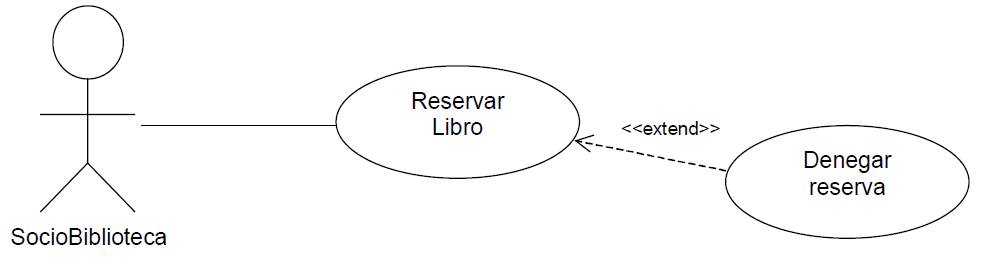 Reservar
Libro
<<extend>>
Denegar
reserva
SocioBiblioteca